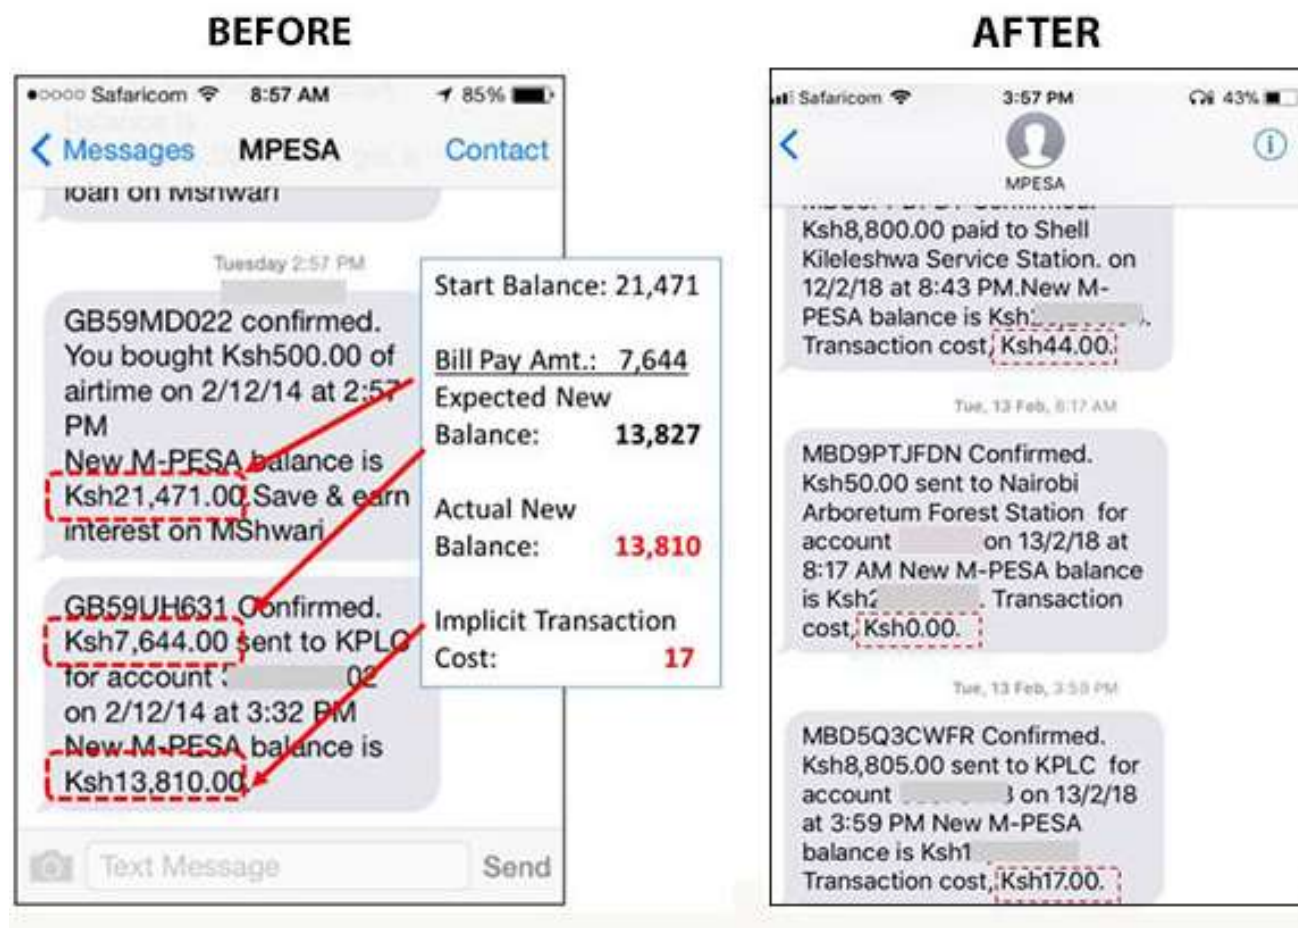 BEFORE
Safaricom 8:57 AM 85%
Messages MPESA Contact
loan on Mshwari
Tuesday 2:57 PM
GB59MD022 confirmed.
You bought Ksh500.00 of
airtime on 2/12/14 at 2:57
PM
New M-PESA balance is
Ksh21,471.00.Save & earn
interest on MShwari
GB59UH631 Confirmed.
Ksh7,644.00 sent to KPLC
for account 02
on 2/12/14 at 3:32 PM
New M-PESA balance is
Ksh13,810.00.
Text Message Send
Start Balance: 21,471
Bill Pay Amt.: 7,644
Expected New
Balance: 13,827
Actual New
Balance: 13,810
Implicit Transaction
Cost: 17
AFTER
Safaricom 3:57 PM 43%
MPESA
Ksh8,800.00 paid to Shell
Kileleshwa Service Station. on
12/2/18 at 8:43 PM.New M-
PESA balance is Ksh
Transaction cost, Ksh44.00.
Tue, 13 Feb, 8:17 AM
MBD9PTJFDN Confirmed.
Ksh50.00 sent to Nairobi
Arboretum Forest Station for
account on 13/2/18 at
8:17 AM New M-PESA balance
is Ksh2 . Transaction
cost, Ksh0.00.
Tue, 13 Feb, 3:59 PM
MBD5Q3CWFR Confirmed.
Ksh8,805.00 sent to KPLC for
account on 13/2/18
at 3:59 PM New M-PESA
balance is Ksh1
Transaction cost, Ksh17.00.